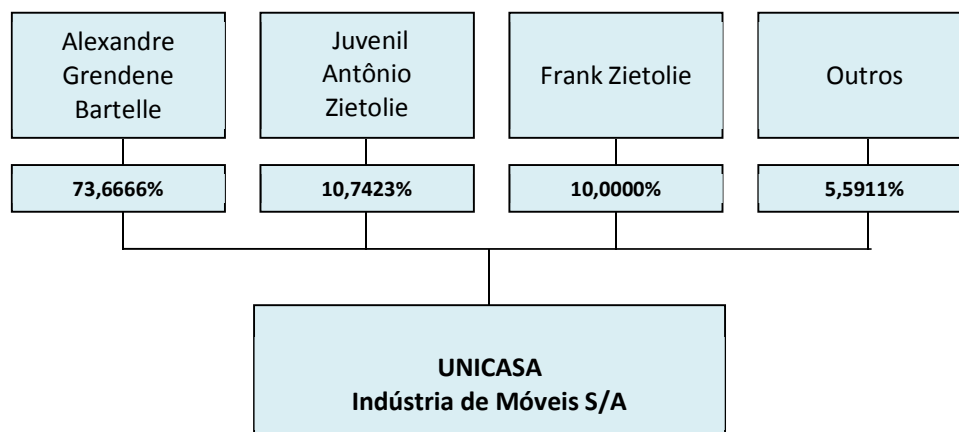 Alexandre
Grendene
Bartelle
Juvenil
Antônio
Zietolie
Frank Zietolie
Outros
73,6666%
10,7423%
10,0000%
5,5911%
UNICASA
Indústria de Móveis S/A